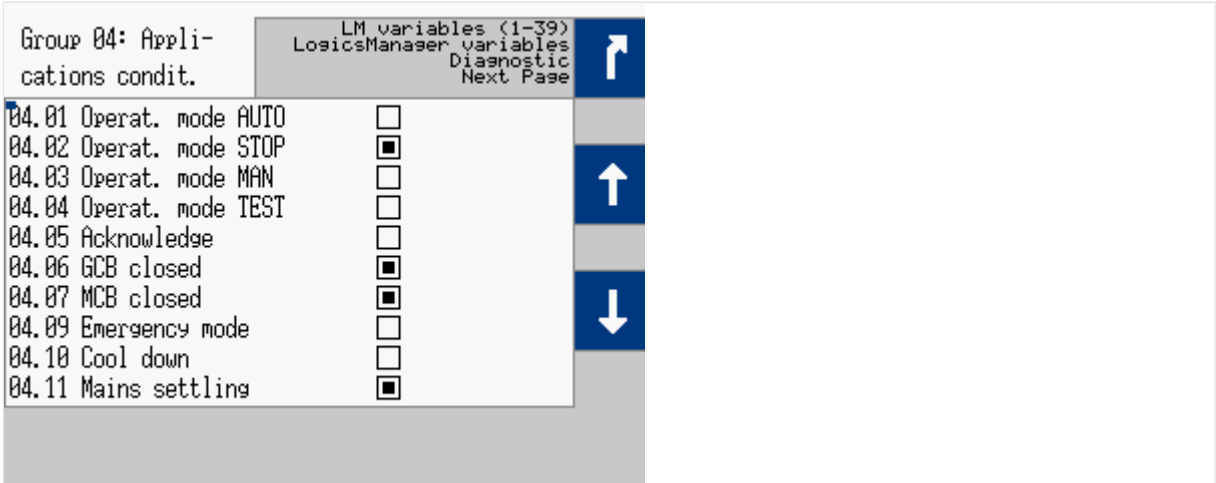 Group 04: Appli-
cations condit.
LM variables (1-39)
LogicsManager variables
Diagnostic
Next Page
04.01 Operat. mode AUTO
04.02 Operat. mode STOP
04.03 Operat. mode MAN
04.04 Operat. mode TEST
04.05 Acknowledge
04.06 GCB closed
04.07 MCB closed
04.09 Emergency mode
04.10 Cool down
04.11 Mains settling